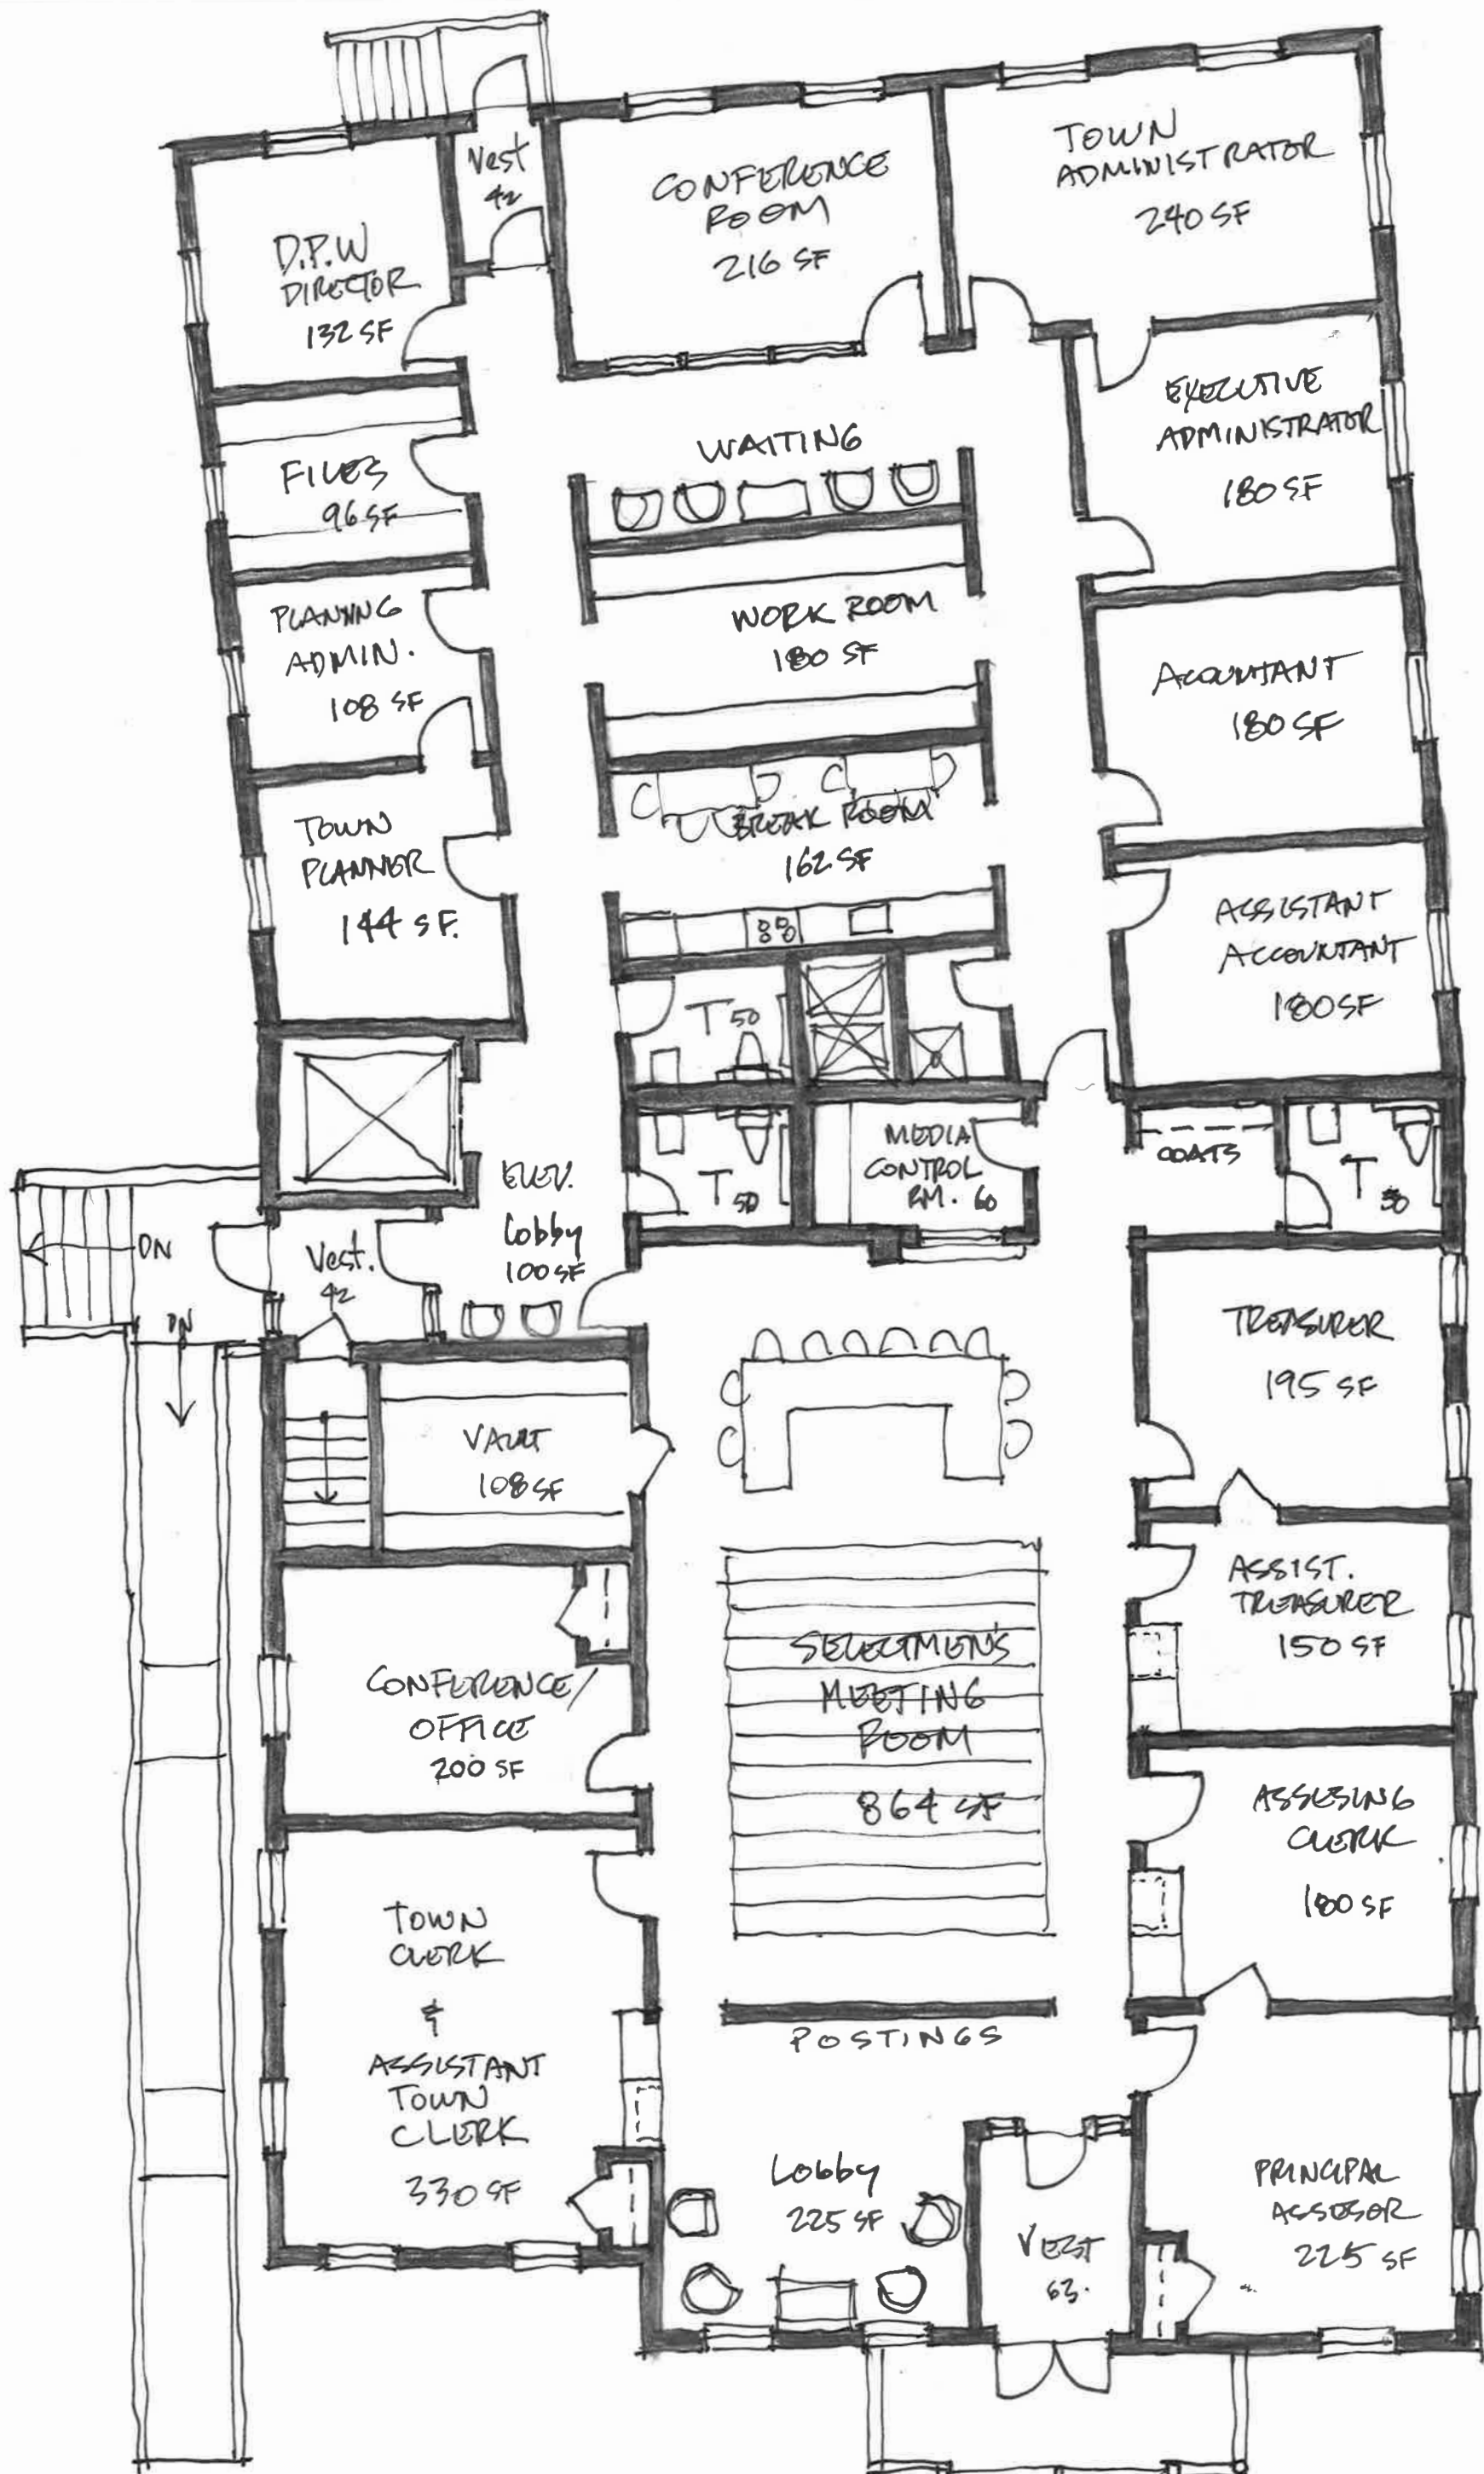 Vest
42
CONFERENCE
ROOM
216 SF
TOWN
ADMINISTRATOR
240 SF
D.P.W
DIRECTOR
132 SF
EXECUTIVE
ADMINISTRATOR
180 SF
WAITING
FILES
96 SF
PLANNNG
ADMIN.
108 SF
WORK ROOM
180 SF
ACCOUNTANT
180 SF
TOWN
PLANNER
144 SF.
BREAK ROOM
162 SF
ASSISTANT
ACCOUNTANT
180 SF
T 50
MEDIA
CONTROL
RM. 60
COATS
T 50
T 50
ELEV.
Lobby
100 SF
DN
Vest.
42
DN
TREASURER
195 SF
VAULT
108 SF
ASSIST.
TREASURER
150 SF
SELECTMEN'S
MEETING
ROOM
864 SF
CONFERENCE/
OFFICE
200 SF
ASSESING
CLERK
180 SF
TOWN
CLERK
&
ASSISTANT
TOWN
CLERK
330 SF
POSTINGS
Lobby
225 SF
VEST
63.
PRINCIPAL
ASSESOR
225 SF